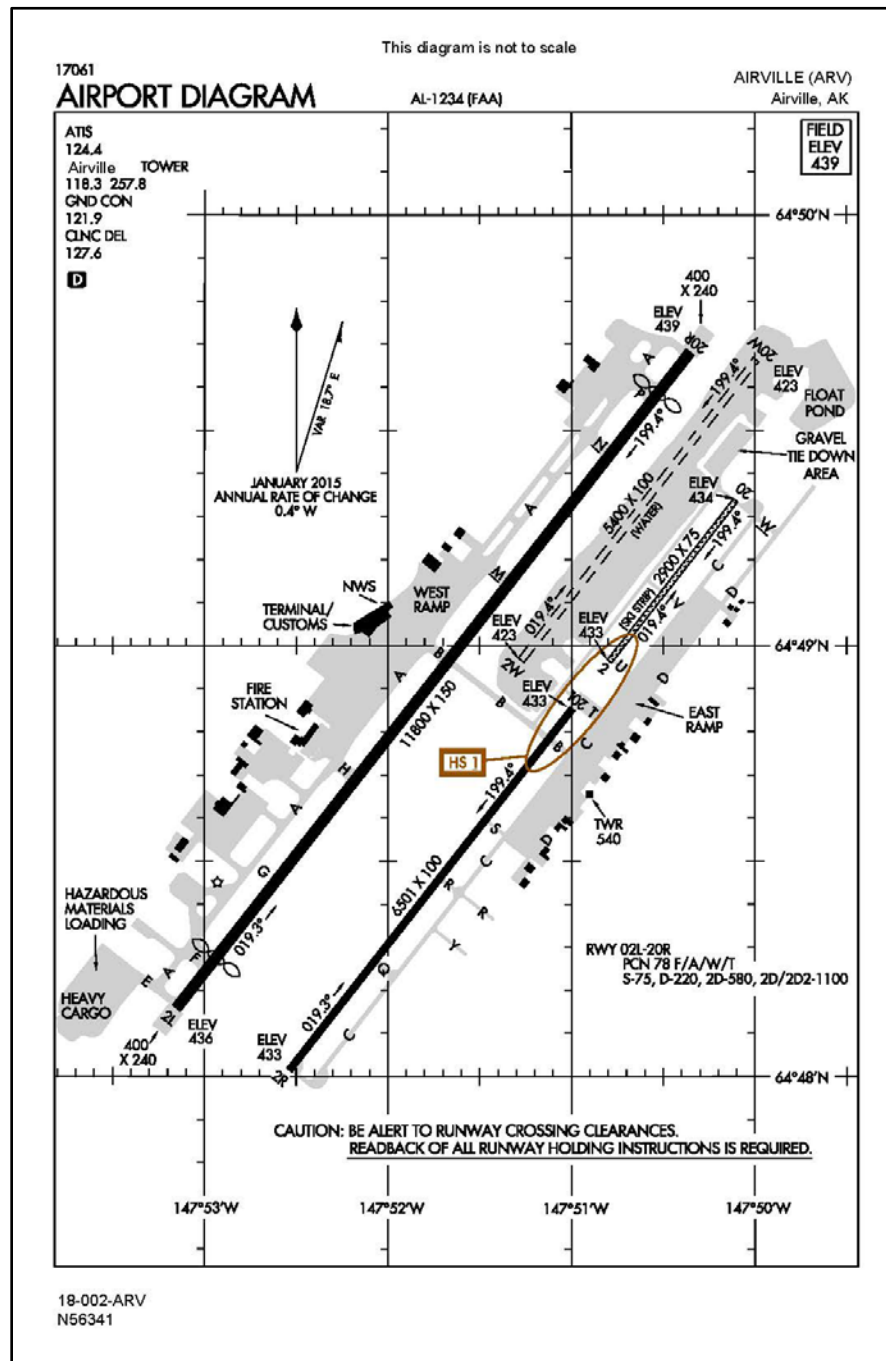 This diagram is not to scale
17061
AIRPORT DIAGRAM
AL-1234 (FAA)
AIRVILLE (ARV)
Airville, AK
ATIS
124.4
Airville TOWER
118.3 257.8
GND CON
121.9
CLNC DEL
127.6
D
FIELD
ELEV
439
64°50'N
VAR 18.7° E
JANUARY 2015
ANNUAL RATE OF CHANGE
0.4° W
400
X 240
ELEV
439
20R
A
P
199.4°
N
A
W
20W
199.4°
ELEV
423
FLOAT
POND
GRAVEL
TIE DOWN
AREA
5400 X 100
(WATER)
ELEV
434
20
199.4°
W
C
V
D
(SKI STRIP) 2900 X 75
019.4°
019.4°
NWS
WEST
RAMP
TERMINAL/
CUSTOMS
ELEV
423
2W
ELEV
433
2
U
64°49'N
B
A
11800 X 150
B
ELEV
433
20L
T
B
C
D
EAST
RAMP
HS 1
FIRE
STATION
H
A
G
199.4°
TWR
540
S
D
C
R
R
Y
6501 X 100
Q
C
HAZARDOUS
MATERIALS
LOADING
HEAVY
CARGO
019.3°
F
A
E
2L
ELEV
436
400
X 240
019.3°
ELEV
433
2R
RWY 02L-20R
PCN 78 F/A/W/T
S-75, D-220, 2D-580, 2D/2D2-1100
64°48'N
CAUTION: BE ALERT TO RUNWAY CROSSING CLEARANCES.
READBACK OF ALL RUNWAY HOLDING INSTRUCTIONS IS REQUIRED.
147°53'W
147°52'W
147°51'W
147°50'W
18-002-ARV
N56341